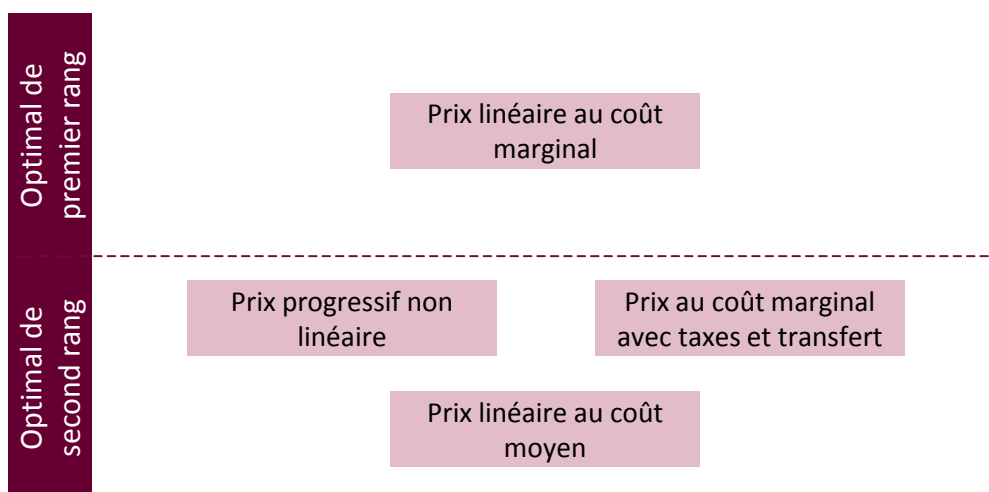 Optimal de
premier rang
Prix linéaire au coût
marginal
Optimal de
second rang
Prix progressif non
linéaire
Prix au coût marginal
avec taxes et transfert
Prix linéaire au coût
moyen